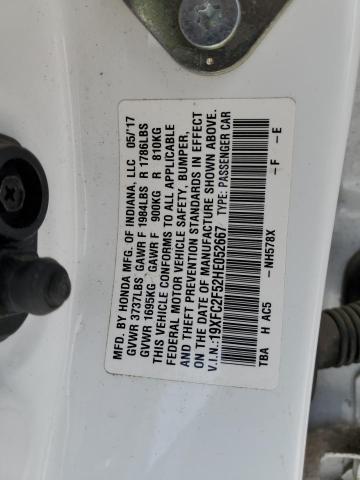 MFD. BY HONDA MFG. OF INDIANA, LLC 05/'17
GVWR 3737LBS GAWR F 1984LBS R 1786LBS
GVWR 1695KG GAWR F 900KG R 810KG
THIS VEHICLE CONFORMS TO ALL APPLICABLE
FEDERAL MOTOR VEHICLE SAFETY, BUMPER,
AND THEFT PREVENTION STANDARDS IN EFFECT
ON THE DATE OF MANUFACTURE SHOWN ABOVE.
V.I.N.:19XFC2F52HE052667 TYPE: PASSENGER CAR
TBA H AC5 -NH578X -F -E